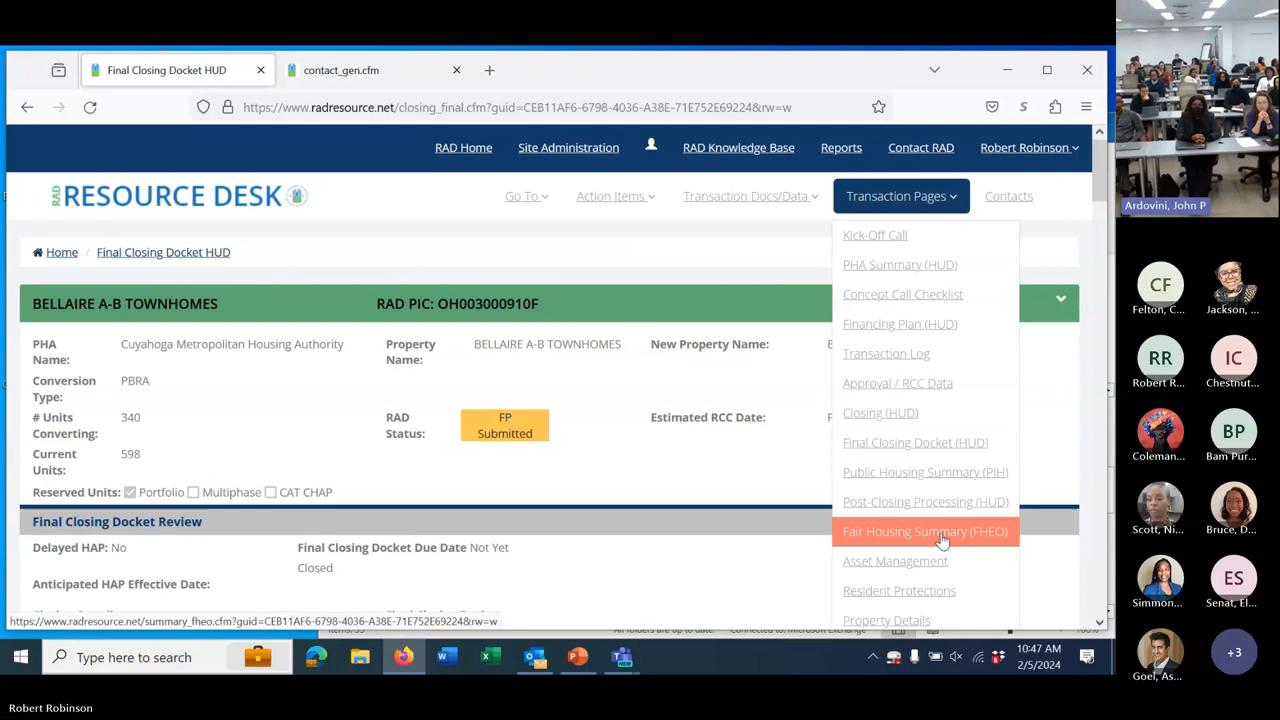 Final Closing Docket HUD
contact_gen.cfm
https://www.radresource.net/closing_final.cfm?guid=CEB11AF6-6798-4036-A38E-71E752E69224&rw=w
RAD Home
Site Administration
RAD Knowledge Base
Reports
Contact RAD
Robert Robinson
RAD RESOURCE DESK
Go To
Action Items
Transaction Docs/Data
Transaction Pages
Contacts
Home / Final Closing Docket HUD
Kick-Off Call
PHA Summary (HUD)
Concept Call Checklist
Financing Plan (HUD)
Transaction Log
Approval / RCC Data
Closing (HUD)
Final Closing Docket (HUD)
Public Housing Summary (PIH)
Post-Closing Processing (HUD)
Fair Housing Summary (FHEO)
Asset Management
Resident Protections
Property Details
BELLAIRE A-B TOWNHOMES
RAD PIC: OH003000910F
PHA Name:
Cuyahoga Metropolitan Housing Authority
Property Name:
BELLAIRE A-B TOWNHOMES
New Property Name:
Conversion Type:
PBRA
# Units Converting:
340
RAD Status:
FP Submitted
Estimated RCC Date:
Current Units:
598
Reserved Units: Portfolio Multiphase CAT CHAP
Final Closing Docket Review
Delayed HAP: No
Final Closing Docket Due Date Not Yet Closed
Anticipated HAP Effective Date:
https://www.radresource.net/summary_fheo.cfm?guid=CEB11AF6-6798-4036-A38E-71E752E69224&rw=w
Type here to search
10:47 AM
2/5/2024
Robert Robinson
Ardovini, John P
CF
Felton, C...
Jackson, ...
RR
Robert R...
IC
Chestnut...
Coleman...
BP
Bam Pur...
Scott, Ni...
Bruce, D...
Simmon...
ES
Senat, El...
Goel, As...
+3